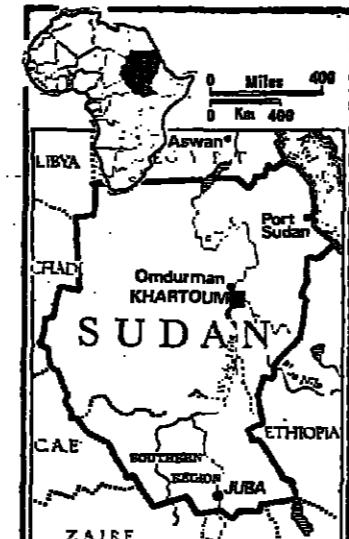 0 Miles 400
0 Km 400
Aswan
LIBYA
EGYPT
Port
Sudan
CHAD
Omdurman
KHARTOUM
SUDAN
C.A.E
ETHIOPIA
SOUTHERN
REGION
JUBA
ZAIRE